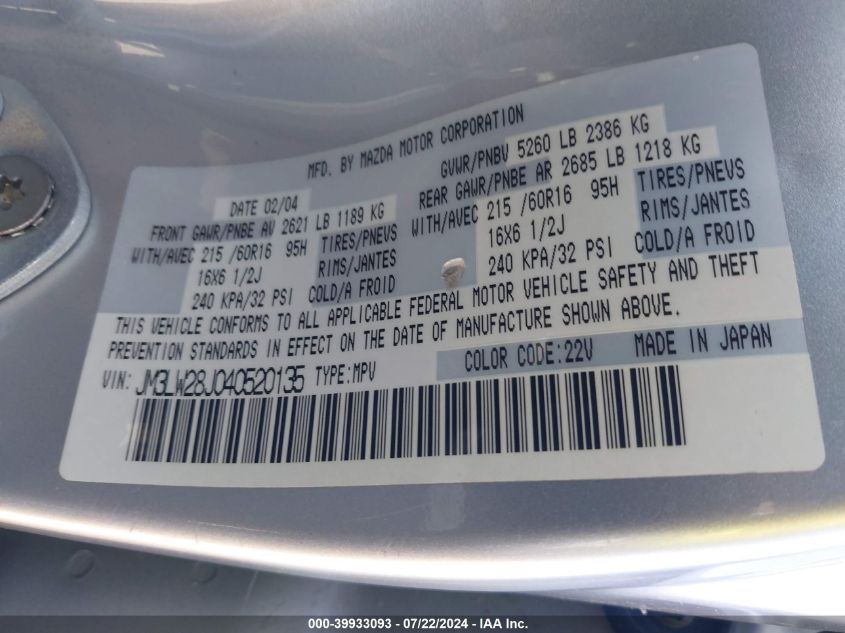 MFD. BY MAZDA MOTOR CORPORATION
DATE 02/04
GVWR/PNBV 5260 LB 2386 KG
FRONT GAWR/PNBE AV 2621 LB 1189 KG
WITH/AVEC 215 /60R16 95H TIRES/PNEUS
16X6 1/2J RIMS/JANTES
240 KPA/32 PSI COLD/A FROID
REAR GAWR/PNBE AR 2685 LB 1218 KG
WITH/AVEC 215 /60R16 95H TIRES/PNEUS
16X6 1/2J RIMS/JANTES
240 KPA/32 PSI COLD/A FROID
THIS VEHICLE CONFORMS TO ALL APPLICABLE FEDERAL MOTOR VEHICLE SAFETY AND THEFT
PREVENTION STANDARDS IN EFFECT ON THE DATE OF MANUFACTURE SHOWN ABOVE.
COLOR CODE:22V MADE IN JAPAN
VIN: JM3LW28J040520135 TYPE:MPV
000-39933093 - 07/22/2024 - IAA Inc.